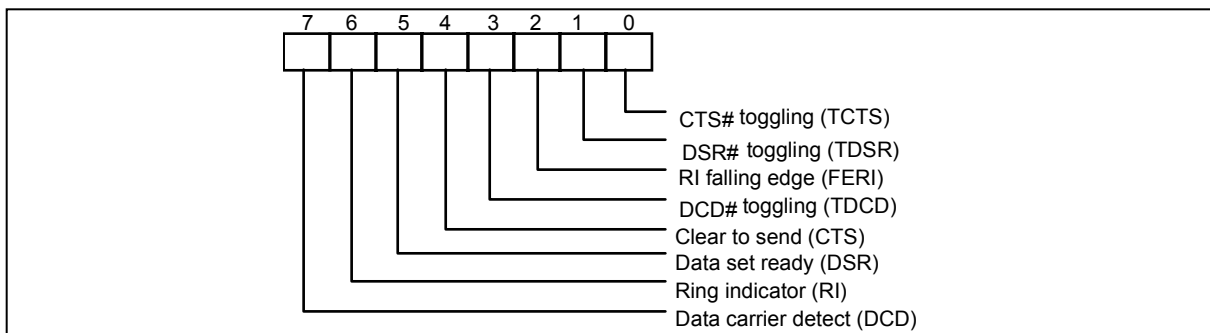 7 6 5 4 3 2 1 0
CTS# toggling (TCTS)
DSR# toggling (TDSR)
RI falling edge (FERI)
DCD# toggling (TDCD)
Clear to send (CTS)
Data set ready (DSR)
Ring indicator (RI)
Data carrier detect (DCD)